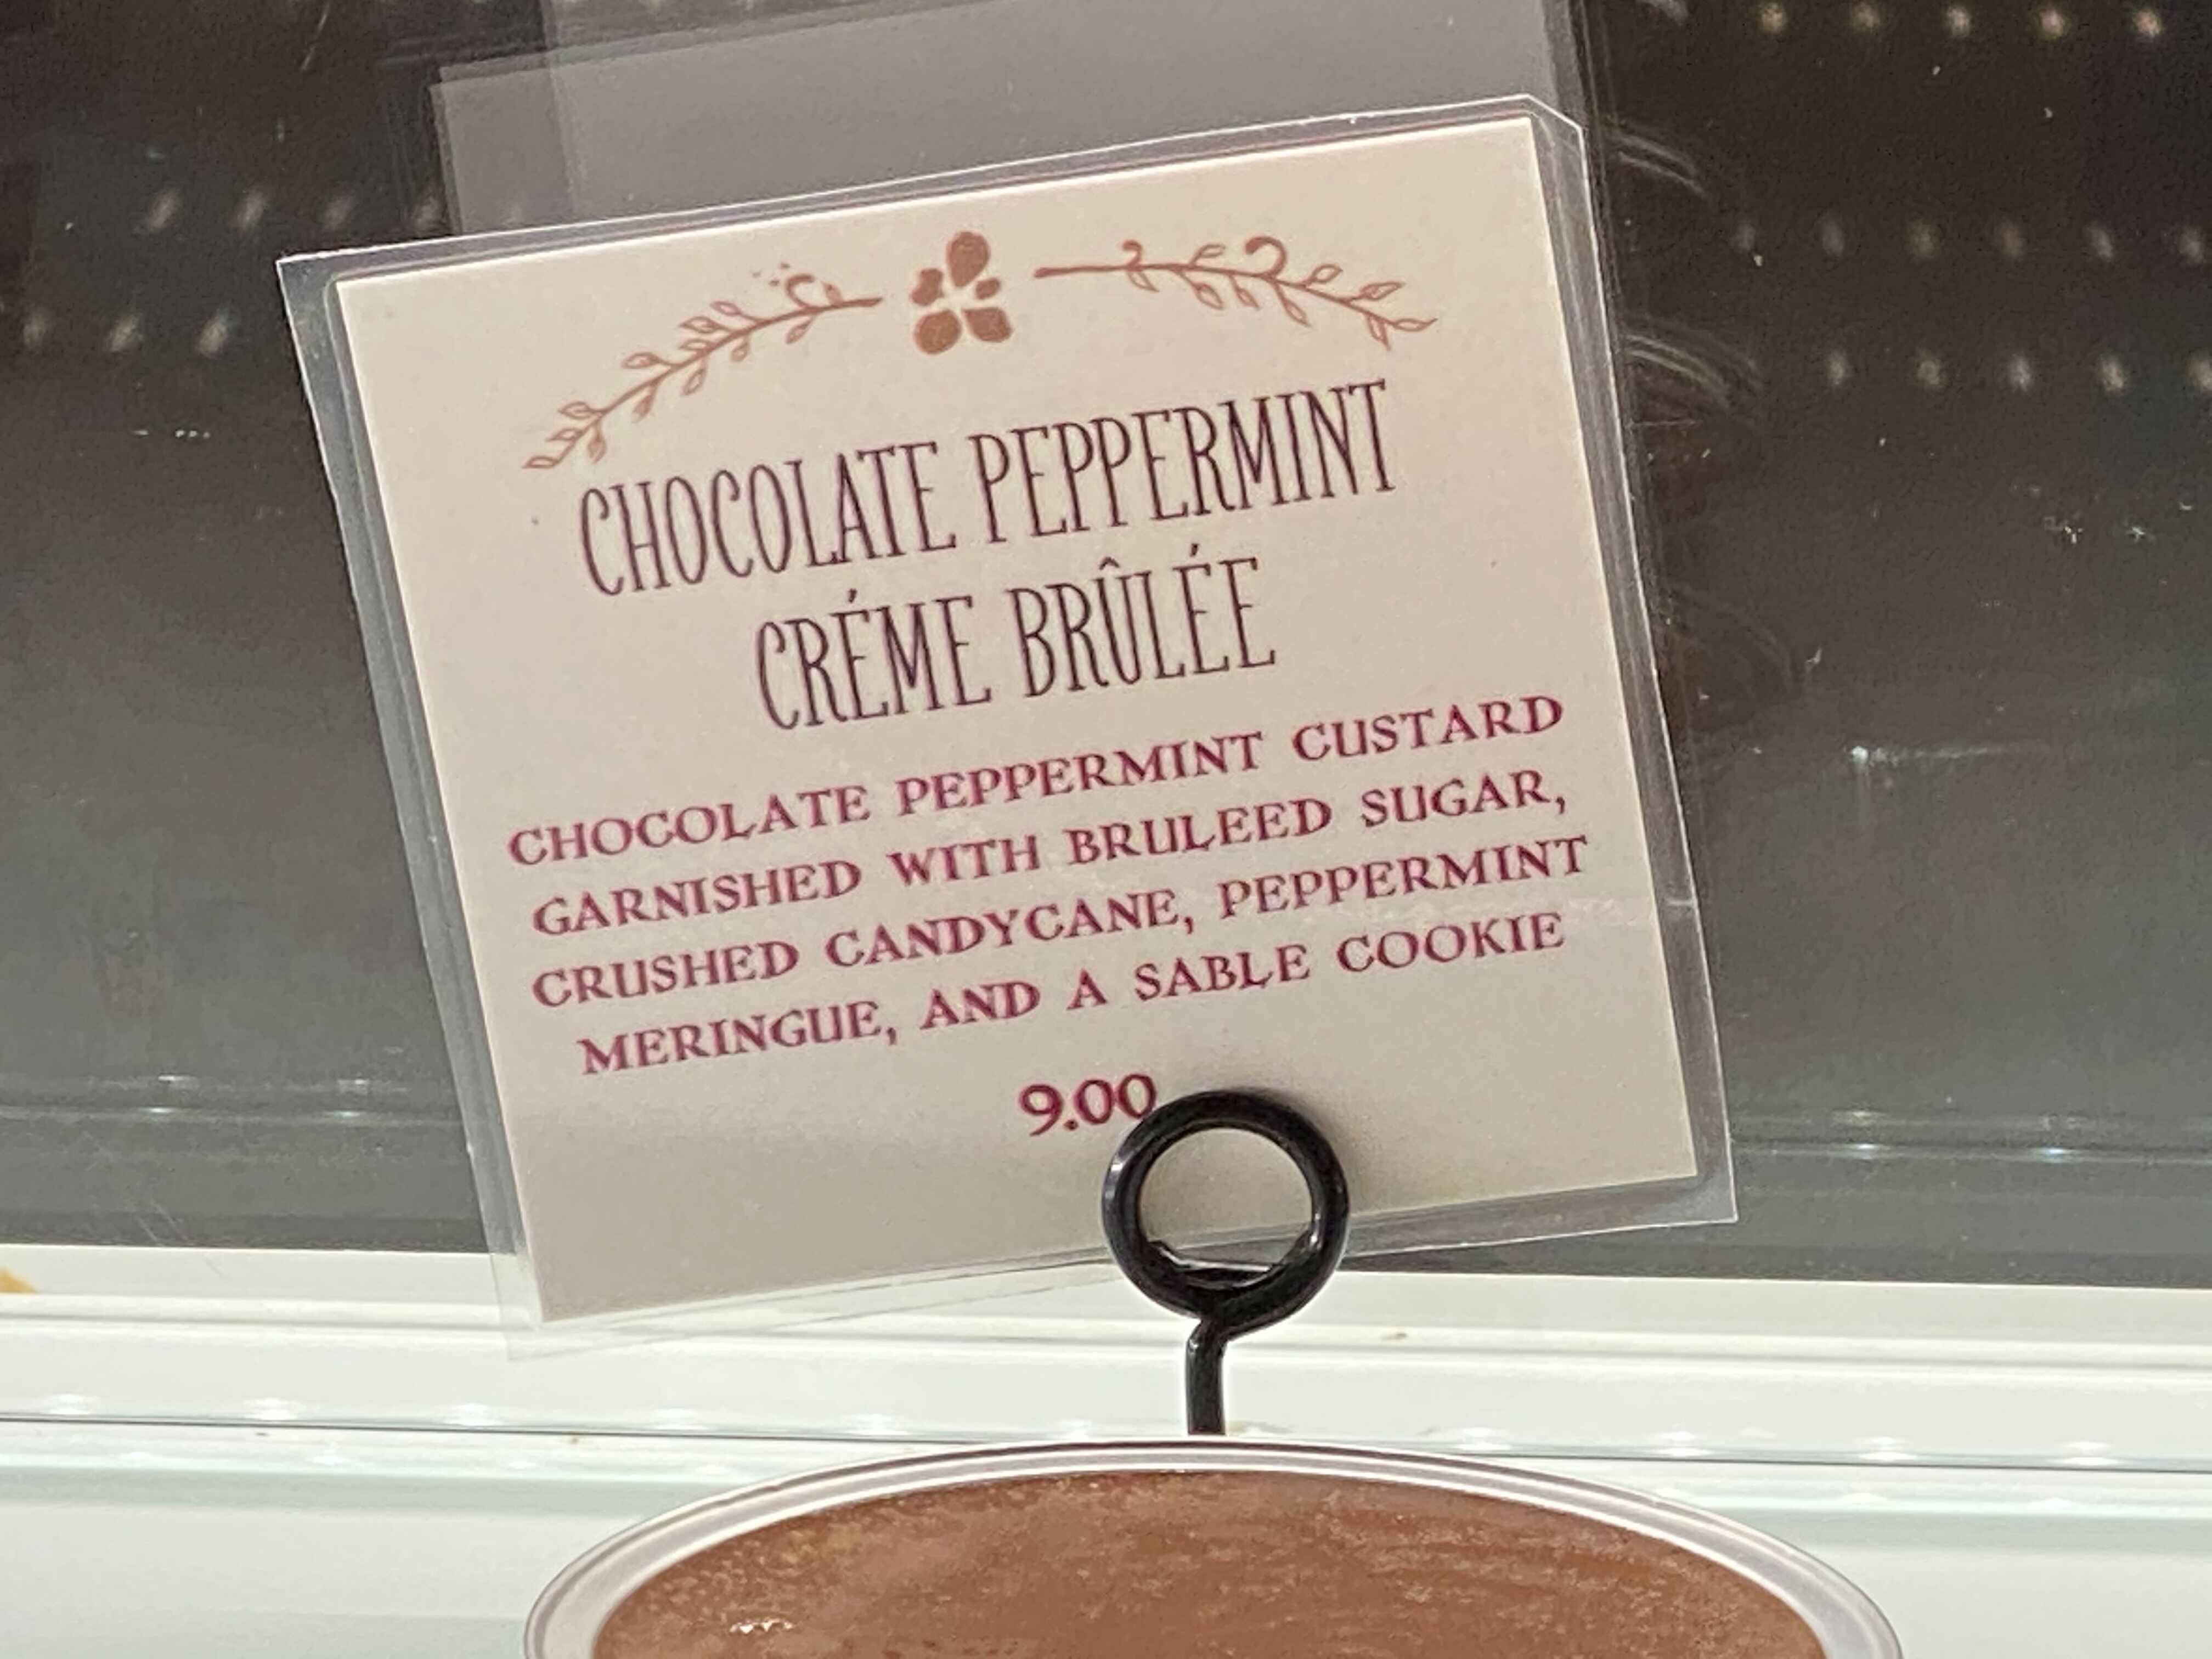 CHOCOLATE PEPPERMINT
CRÉME BRÛLÉE
CHOCOLATE PEPPERMINT CUSTARD
GARNISHED WITH BRULEED SUGAR,
CRUSHED CANDYCANE, PEPPERMINT
MERINGUE, AND A SABLE COOKIE
9.00